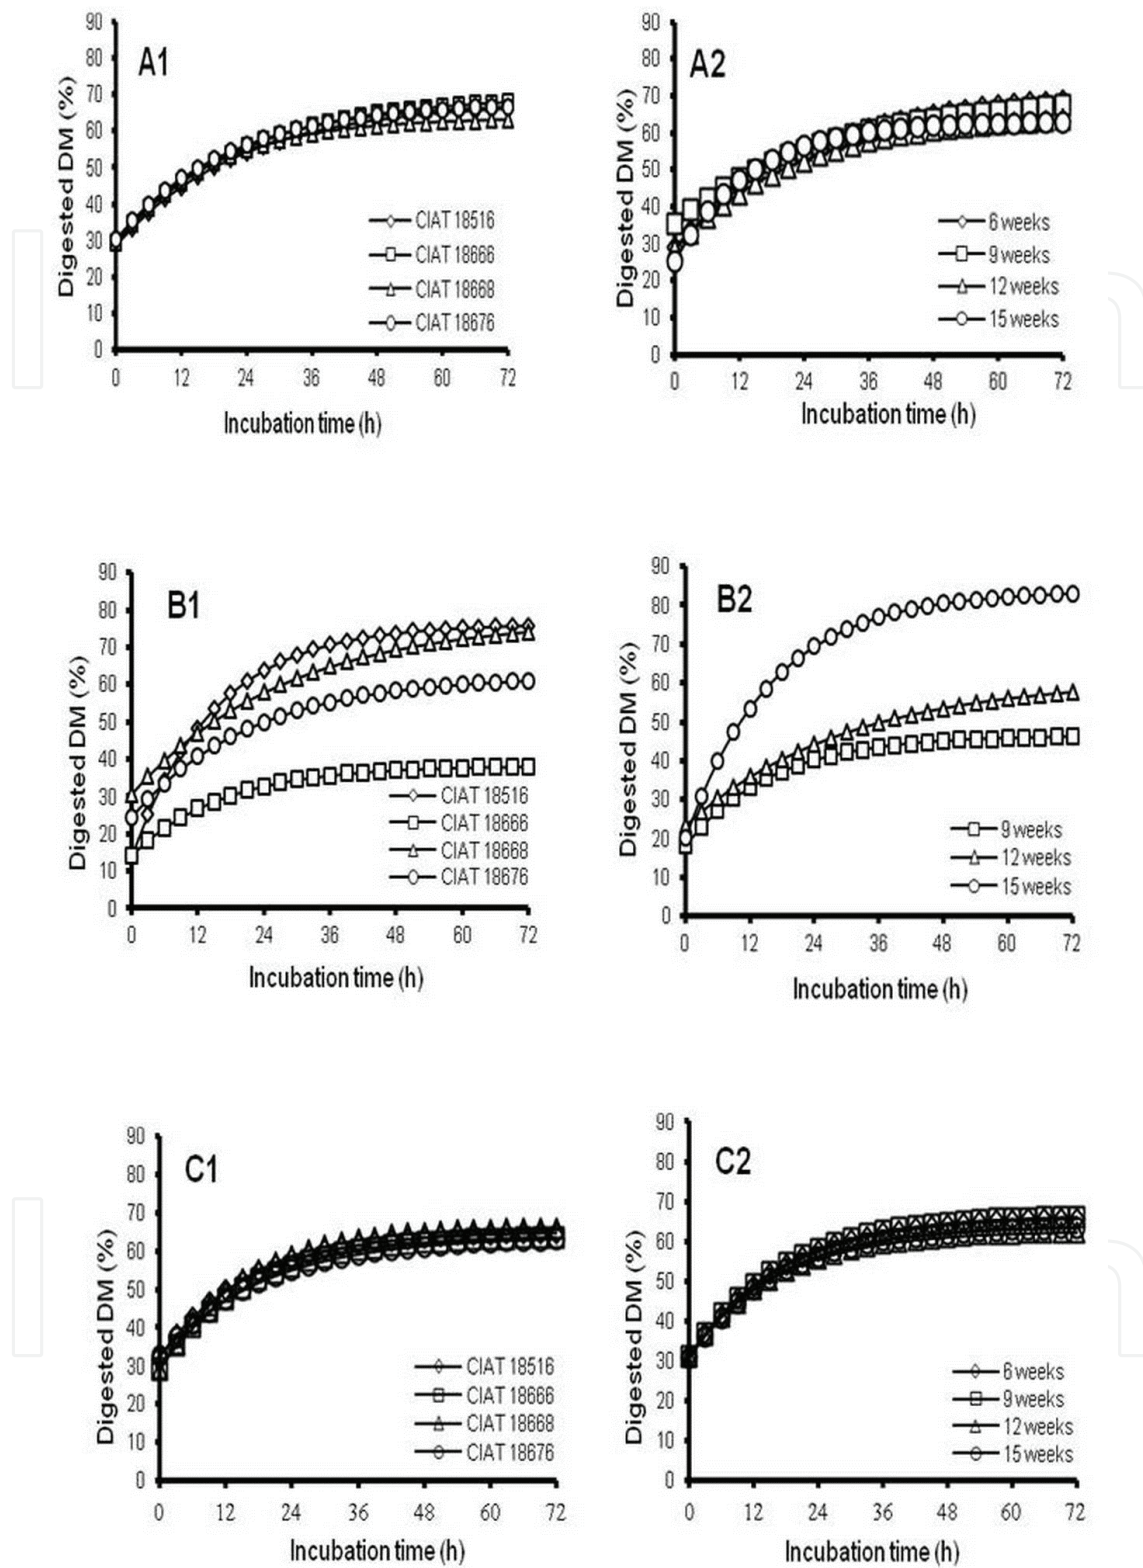 A1
90
80
70
60
50
40
30
20
10
0
Digested DM (%)
CIAT 18516
CIAT 18666
CIAT 18668
CIAT 18676
0 12 24 36 48 60 72
Incubation time (h)
A2
90
80
70
60
50
40
30
20
10
0
Digested DM (%)
6 weeks
9 weeks
12 weeks
15 weeks
0 12 24 36 48 60 72
Incubation time (h)
B1
90
80
70
60
50
40
30
20
10
0
Digested DM (%)
CIAT 18516
CIAT 18666
CIAT 18668
CIAT 18676
0 12 24 36 48 60 72
Incubation time (h)
B2
90
80
70
60
50
40
30
20
10
0
Digested DM (%)
9 weeks
12 weeks
15 weeks
0 12 24 36 48 60 72
Incubation time (h)
C1
90
80
70
60
50
40
30
20
10
0
Digested DM (%)
CIAT 18516
CIAT 18666
CIAT 18668
CIAT 18676
0 12 24 36 48 60 72
Incubation time (h)
C2
90
80
70
60
50
40
30
20
10
0
Digested DM (%)
6 weeks
9 weeks
12 weeks
15 weeks
0 12 24 36 48 60 72
Incubation time (h)